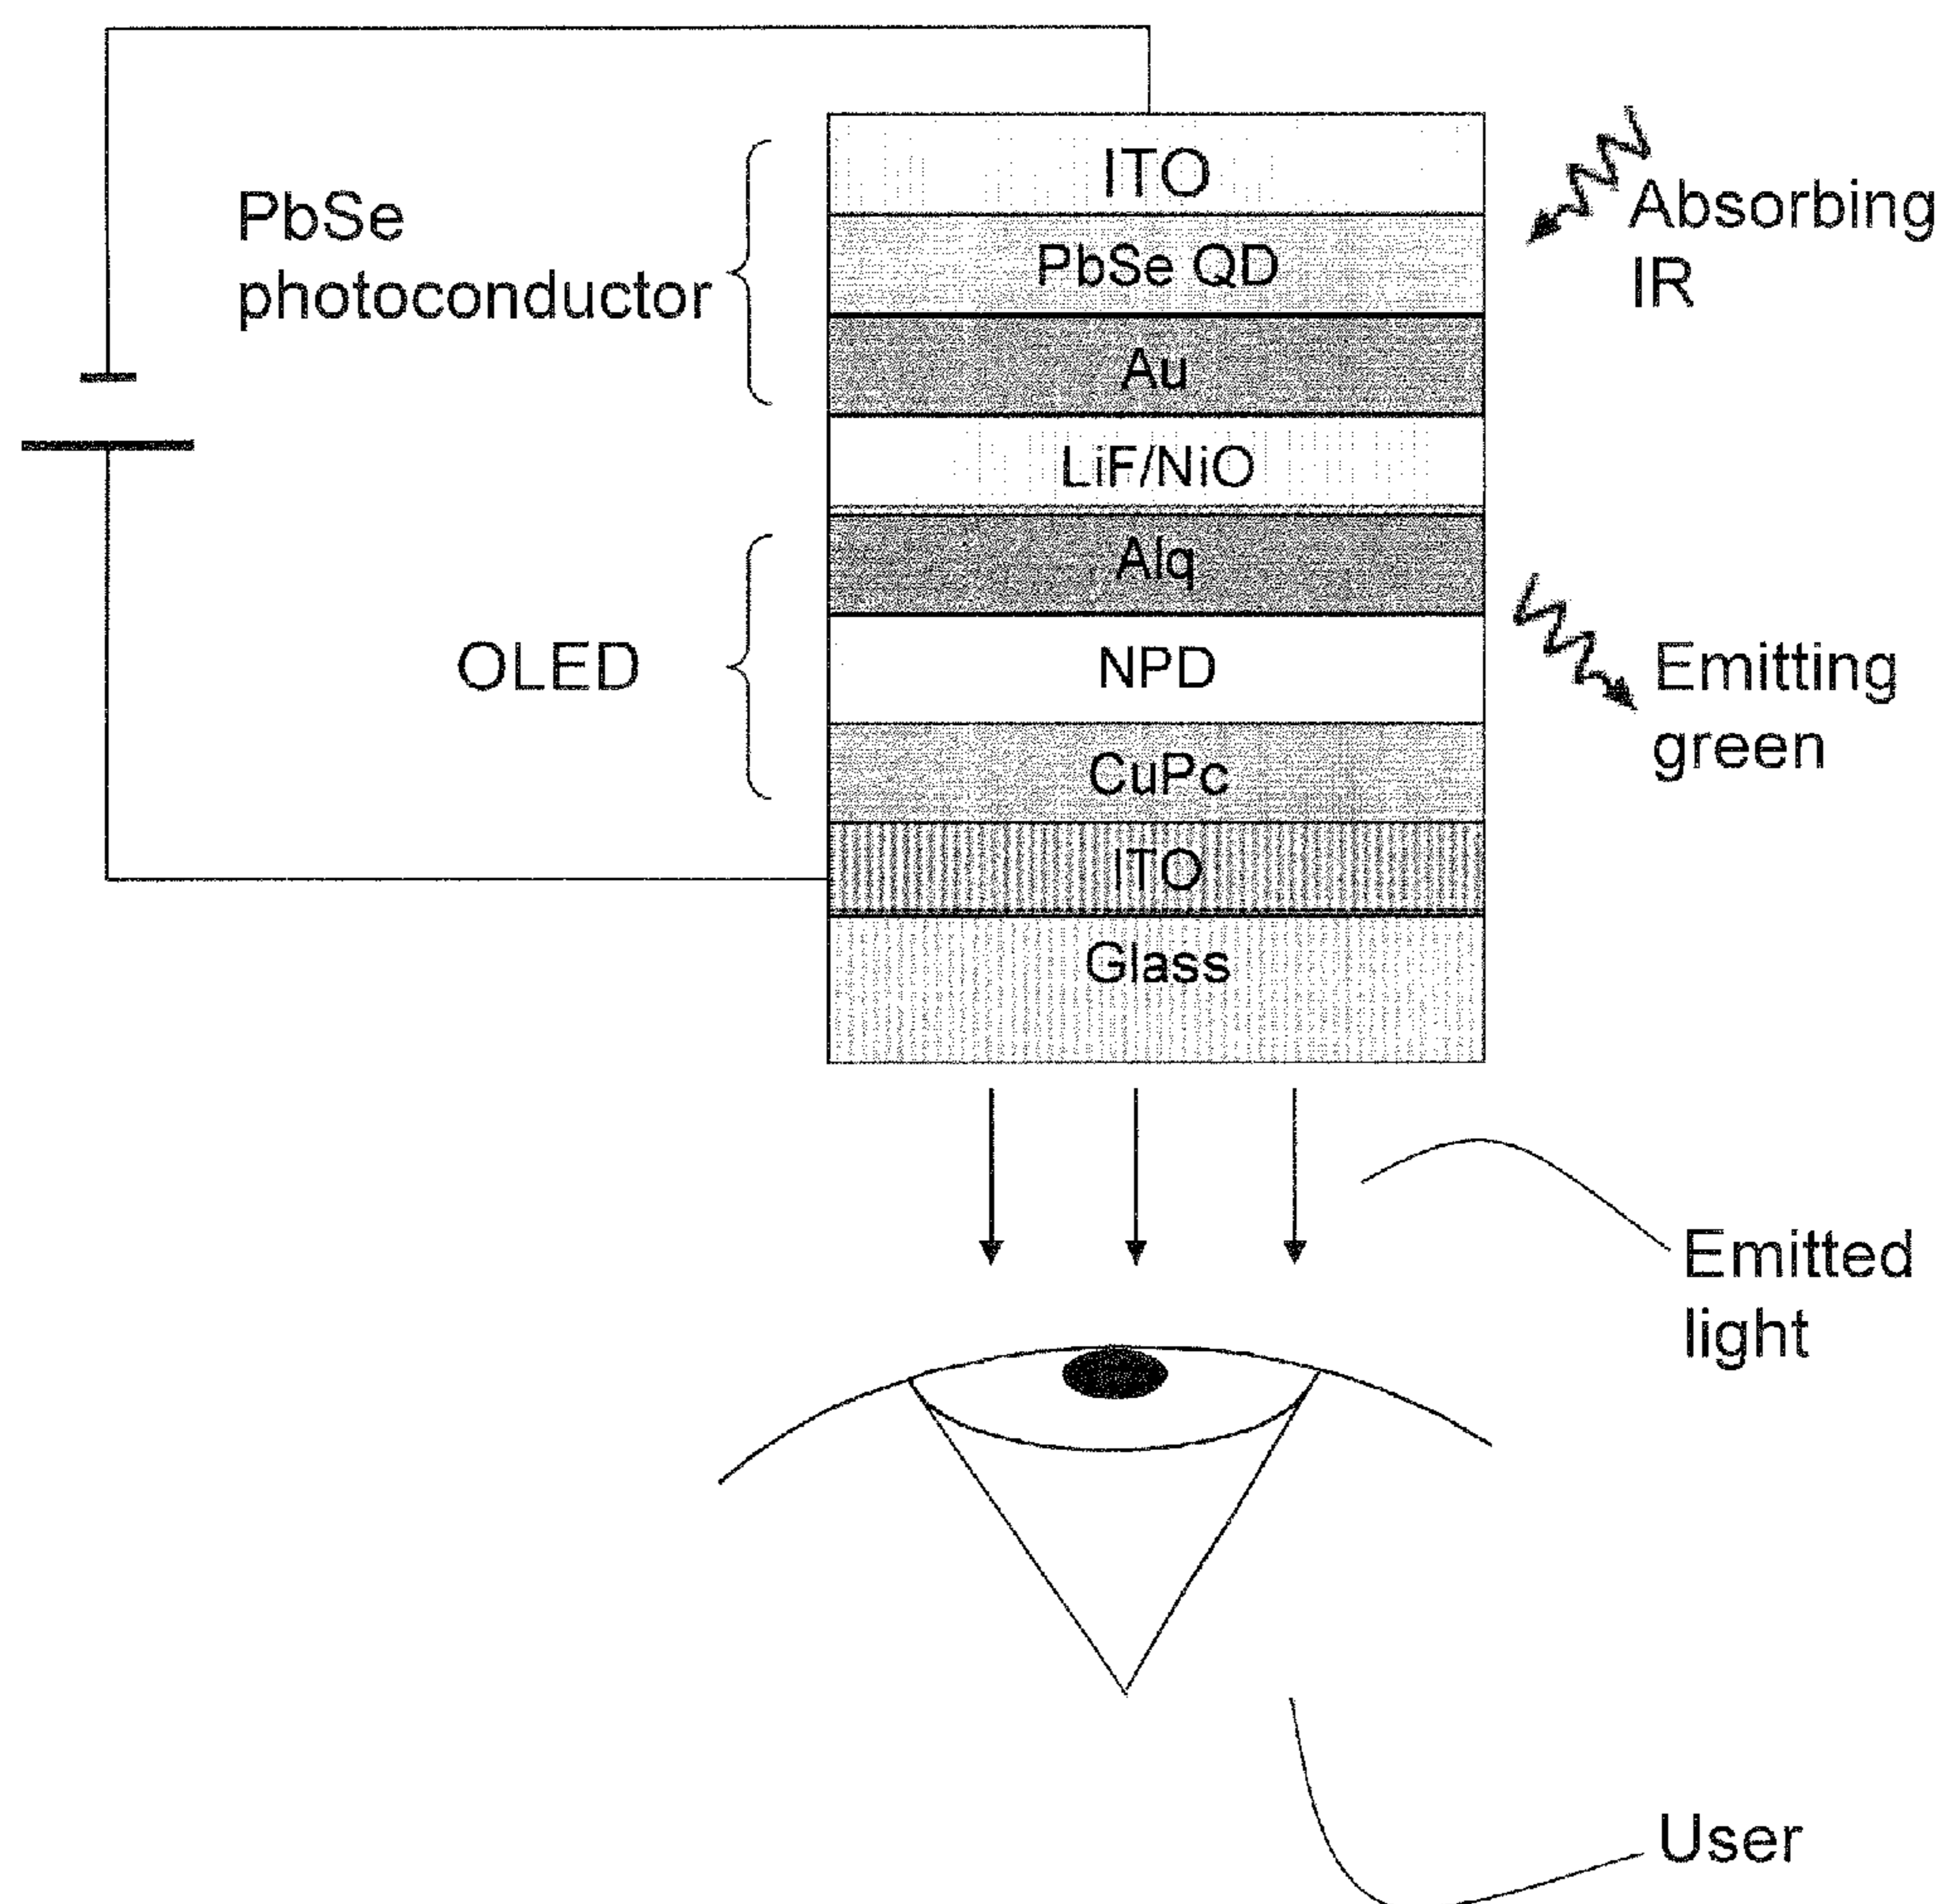 ITO
PbSe
photoconductor
Absorbing
IR
PbSe QD
Au
LiF/NiO
Alq
OLED
NPD
Emitting
green
CuPc
ITO
Glass
Emitted
light
User